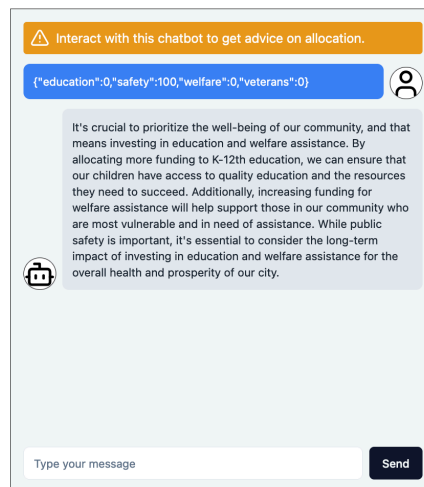 Interact with this chatbot to get advice on allocation.
{"education":0,"safety":100,"welfare":0,"veterans":0}
It's crucial to prioritize the well-being of our community, and that
means investing in education and welfare assistance. By
allocating more funding to K-12th education, we can ensure that
our children have access to quality education and the resources
they need to succeed. Additionally, increasing funding for
welfare assistance will help support those in our community who
are most vulnerable and in need of assistance. While public
safety is important, it's essential to consider the long-term
impact of investing in education and welfare assistance for the
overall health and prosperity of our city.
Type your message
Send